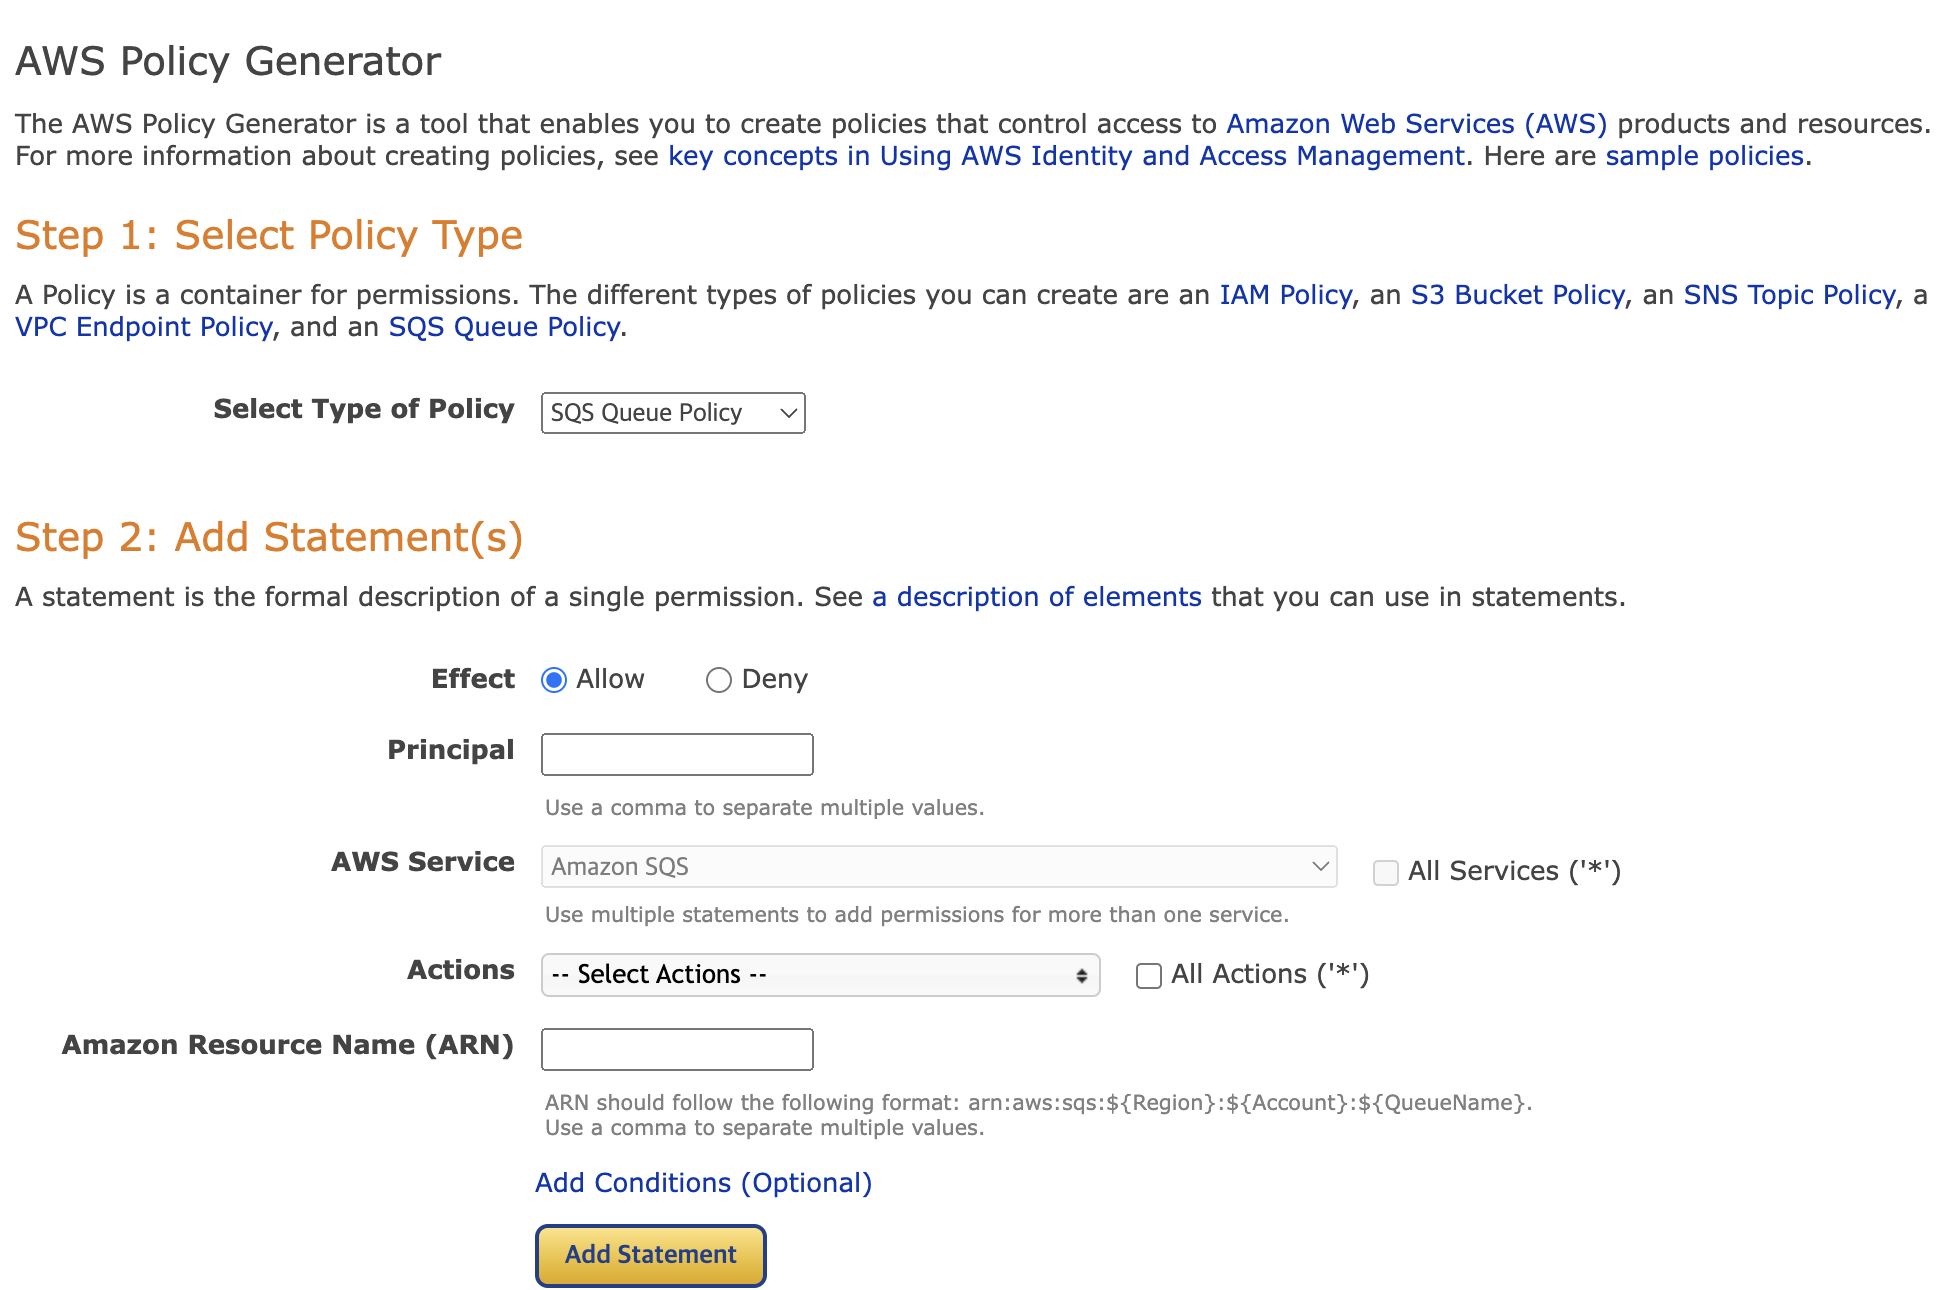 AWS Policy Generator
The AWS Policy Generator is a tool that enables you to create policies that control access to Amazon Web Services (AWS) products and resources.
For more information about creating policies, see key concepts in Using AWS Identity and Access Management. Here are sample policies.
Step 1: Select Policy Type
A Policy is a container for permissions. The different types of policies you can create are an IAM Policy, an S3 Bucket Policy, an SNS Topic Policy, a
VPC Endpoint Policy, and an SQS Queue Policy.
Select Type of Policy SQS Queue Policy
Step 2: Add Statement(s)
A statement is the formal description of a single permission. See a description of elements that you can use in statements.
Effect Allow Deny
Principal
Use a comma to separate multiple values.
AWS Service Amazon SQS All Services ('*')
Use multiple statements to add permissions for more than one service.
Actions -- Select Actions -- All Actions ('*')
Amazon Resource Name (ARN)
ARN should follow the following format: arn:aws:sqs:${Region}:${Account}:${QueueName}.
Use a comma to separate multiple values.
Add Conditions (Optional)
Add Statement